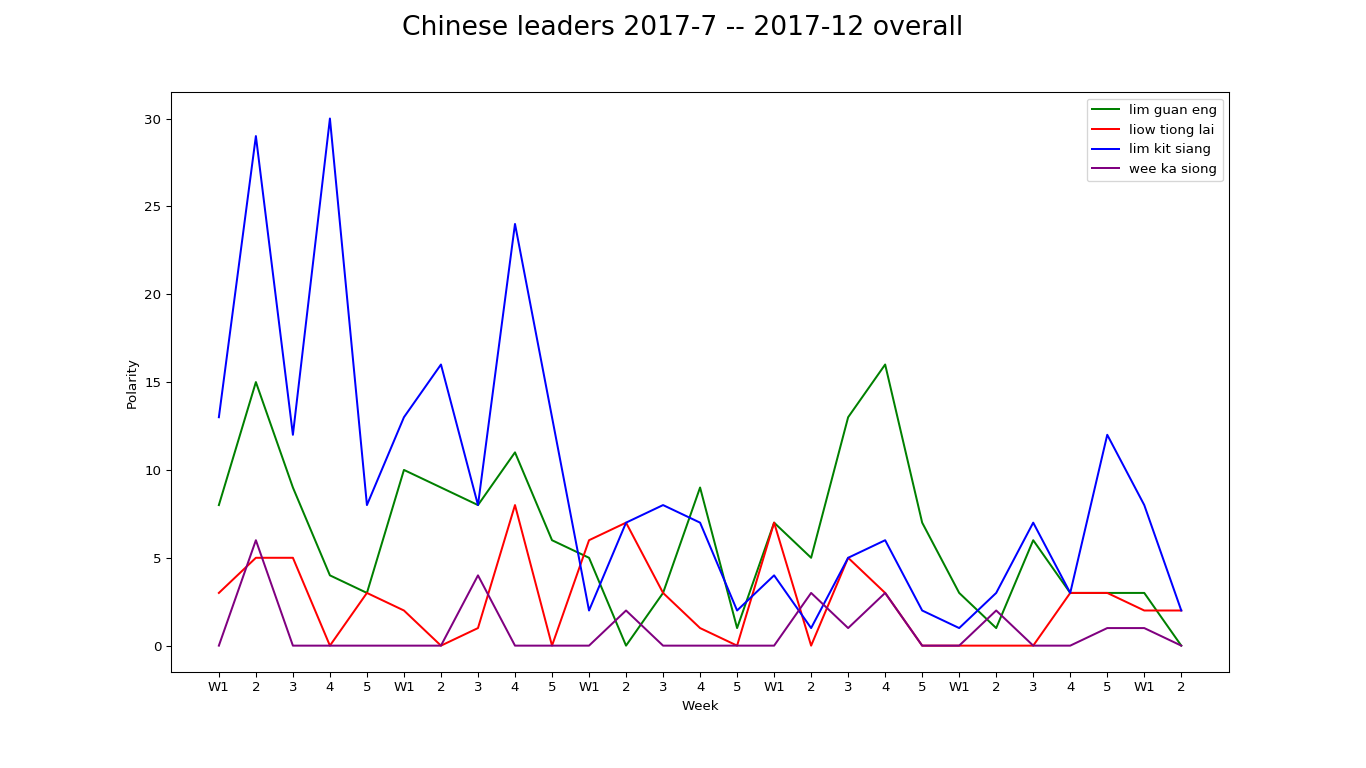 Chinese leaders 2017-7 -- 2017-12 overall
lim guan eng
liow tiong lai
lim kit siang
wee ka siong
30
25
20
15
10
5
0
Polarity
W1 2 3 4 5 W1 2 3 4 5 W1 2 3 4 5 W1 2 3 4 5 W1 2 3 4 5 W1 2
Week